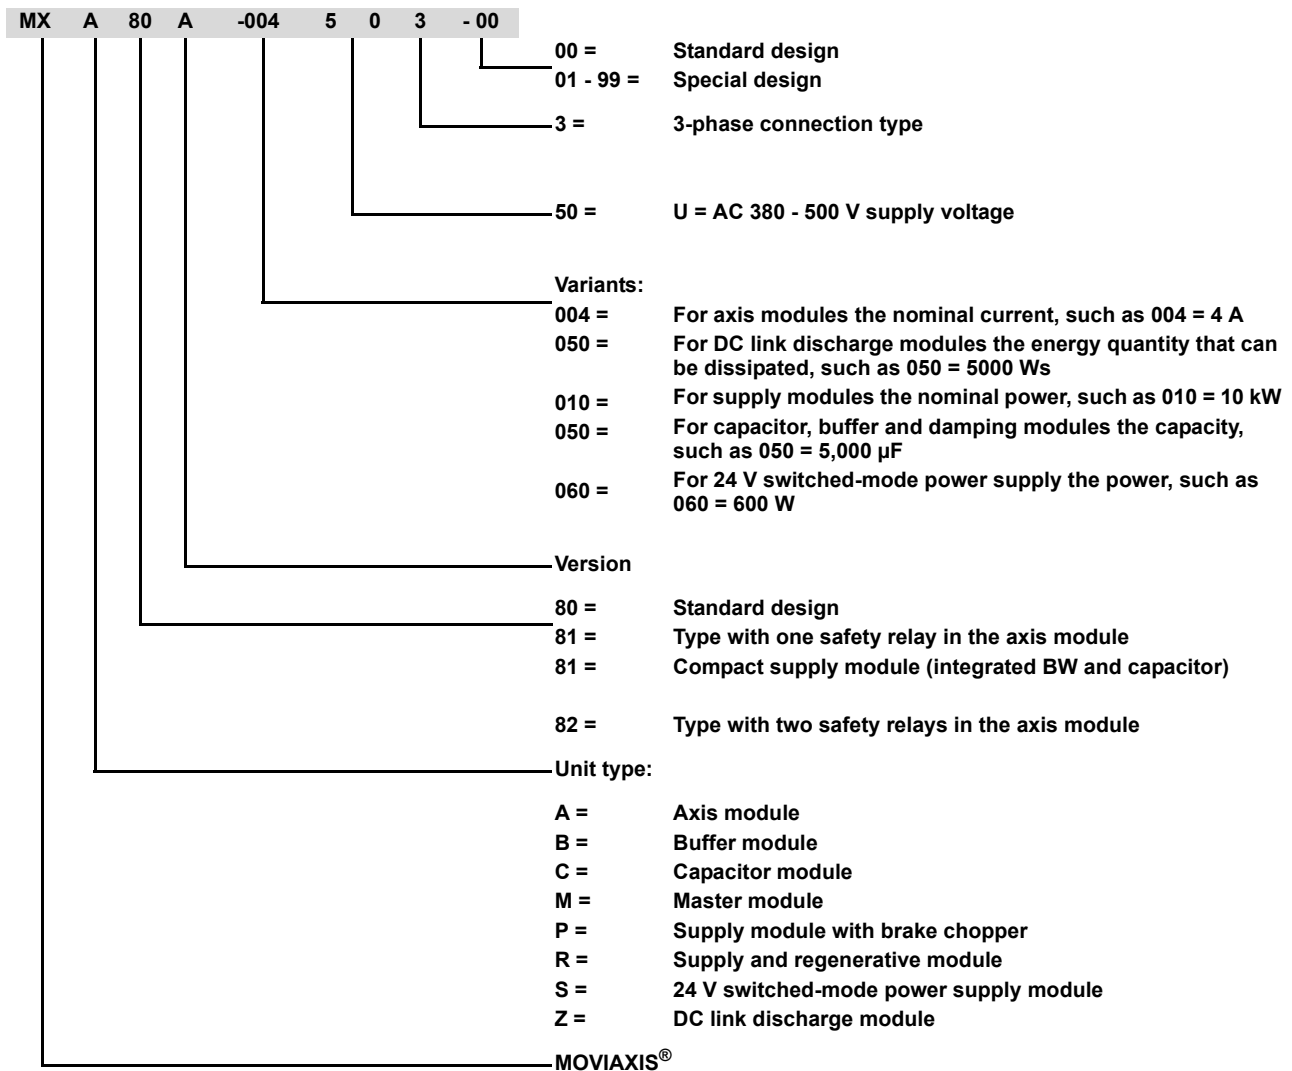 MX A 80 A -004 5 0 3 - 00
00 = Standard design
01 - 99 = Special design
3 = 3-phase connection type
50 = U = AC 380 - 500 V supply voltage
Variants:
004 = For axis modules the nominal current, such as 004 = 4 A
050 = For DC link discharge modules the energy quantity that can
be dissipated, such as 050 = 5000 Ws
010 = For supply modules the nominal power, such as 010 = 10 kW
050 = For capacitor, buffer and damping modules the capacity,
such as 050 = 5,000 µF
060 = For 24 V switched-mode power supply the power, such as
060 = 600 W
Version
80 = Standard design
81 = Type with one safety relay in the axis module
81 = Compact supply module (integrated BW and capacitor)
82 = Type with two safety relays in the axis module
Unit type:
A = Axis module
B = Buffer module
C = Capacitor module
M = Master module
P = Supply module with brake chopper
R = Supply and regenerative module
S = 24 V switched-mode power supply module
Z = DC link discharge module
MOVIAXIS®